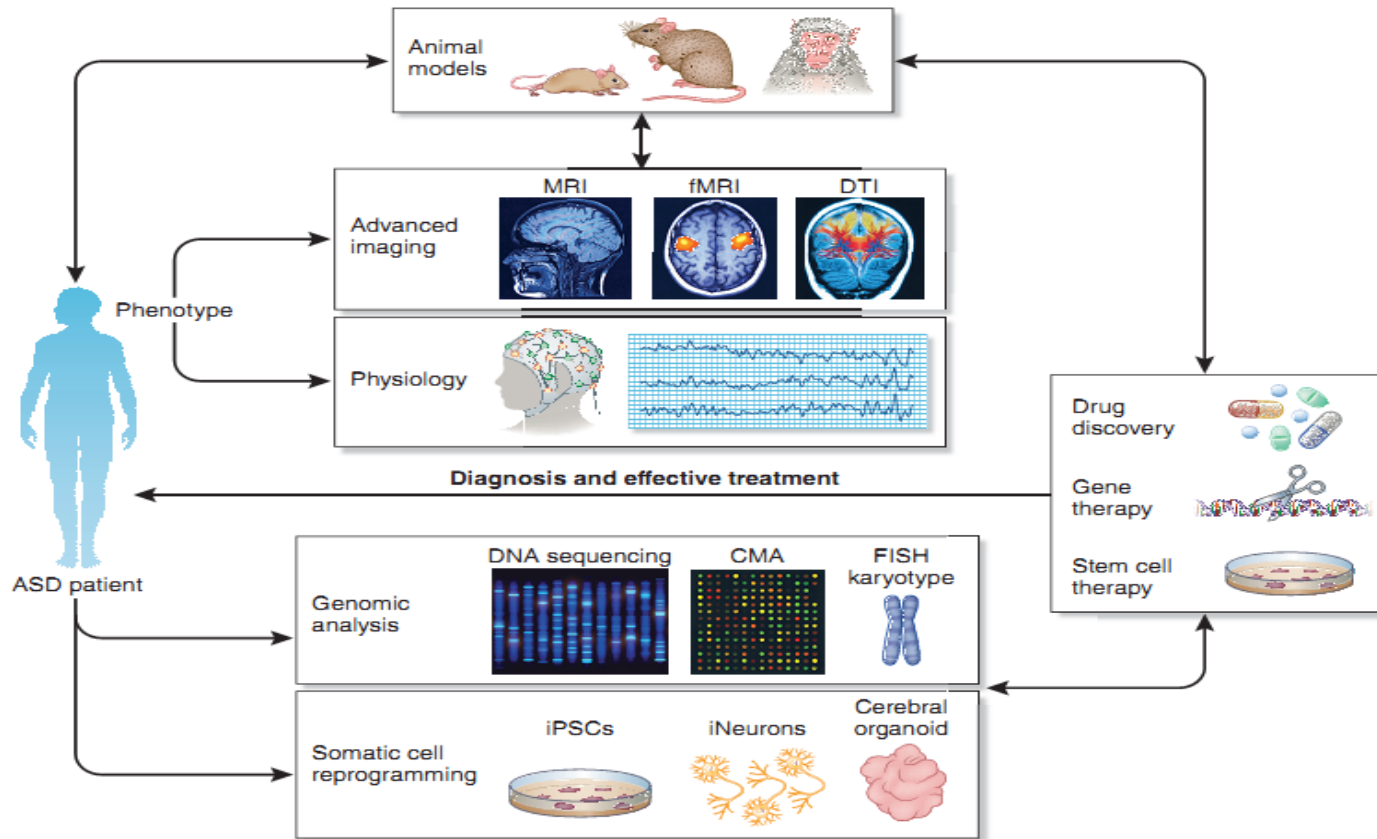 Animal
models
MRI
fMRI
DTI
Advanced
imaging
Phenotype
Physiology
Drug
discovery
Diagnosis and effective treatment
Gene
therapy
Stem cell
therapy
ASD patient
DNA sequencing
CMA
FISH
karyotype
Genomic
analysis
iPSCs
iNeurons
Cerebral
organoid
Somatic cell
reprogramming